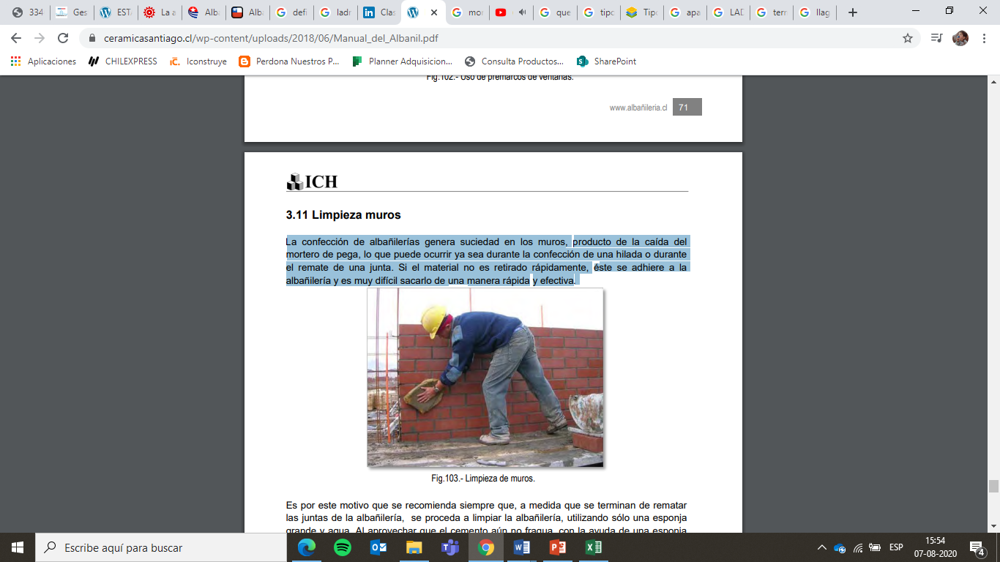 334
Ges
EST/
La a
Alba
Alba
defi
ladr
Clas
mor
que
tipc
Tipc
apa
LAD
terr
llag
ceramicasantiago.cl/wp-content/uploads/2018/06/Manual_del_Albanil.pdf
Aplicaciones
CHILEXPRESS
iC. Iconstruye
Perdona Nuestros P...
Planner Adquisicion...
Consulta Productos...
SharePoint
Fig.102.- Uso de premarcos de ventanas.
www.albañileria.cl 71
ICH
3.11 Limpieza muros
La confección de albañilerías genera suciedad en los muros, producto de la caída del
mortero de pega, lo que puede ocurrir ya sea durante la confección de una hilada o durante
el remate de una junta. Si el material no es retirado rápidamente, éste se adhiere a la
albañilería y es muy difícil sacarlo de una manera rápida y efectiva.
Fig.103.- Limpieza de muros.
Es por este motivo que se recomienda siempre que, a medida que se terminan de rematar
las juntas de la albañilería, se proceda a limpiar la albañilería, utilizando sólo una esponja
grande y agua. Al aprovechar que el cemento aún no fragua, con la ayuda de una esponja
Escribe aquí para buscar
ESP
15:54
07-08-2020
4